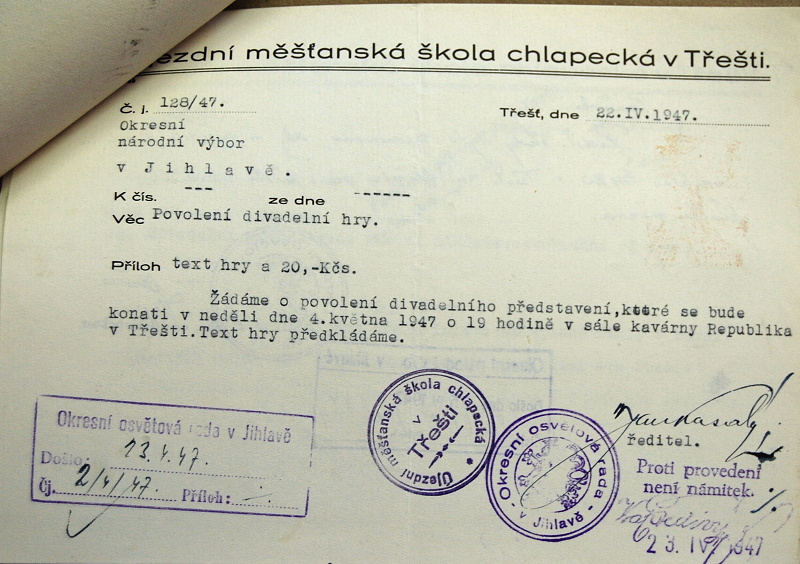 ezdní měšťanská škola chlapecká v Třešti.
Č. j. 128/47.
Třešť, dne 22.IV.1947.
Okresní
národní výbor
v Jihlavě.
K čís. --- ze dne ------
Věc Povolení divadelní hry.
Příloh text hry a 20,-Kčs.
Žádáme o povolení divadelního představení,které se bude
konati v neděli dne 4.května 1947 o 19 hodině v sále kavárny Republika
v Třešti.Text hry předkládáme.
Okresní osvětová rada v Jihlavě
Došlo: 23.4.47.
Čj. 2/4/47. Příloh:
Újezdní měšťanská škola chlapecká
v Třešti
Okresní osvětová rada
v Jihlavě
ředitel.
Proti provedení
není námitek.
23.IV.1947